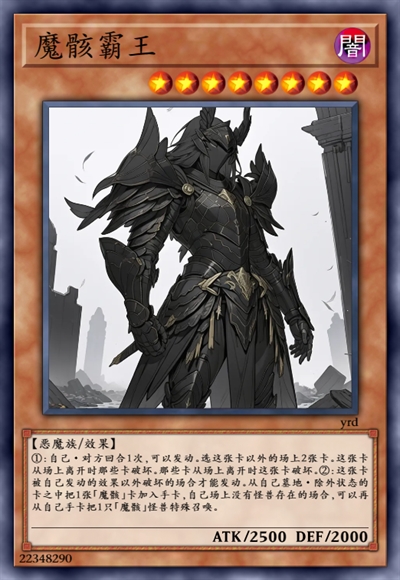 魔骸霸王
闇
yrd
【恶魔族/效果】
①:自己·对方回合1次,可以发动。选这张卡以外的场上2张卡。这张卡
从场上离开时那些卡破坏。那些卡从场上离开时这张卡破坏。②:这张卡
被自己发动的效果以外破坏的场合才能发动。从自己墓地·除外状态的
卡之中把1张「魔骸」卡加入手卡,自己场上没有怪兽存在的场合,可以再
从自己手卡把1只「魔骸」怪兽特殊召唤。
ATK/2500 DEF/2000
22348290